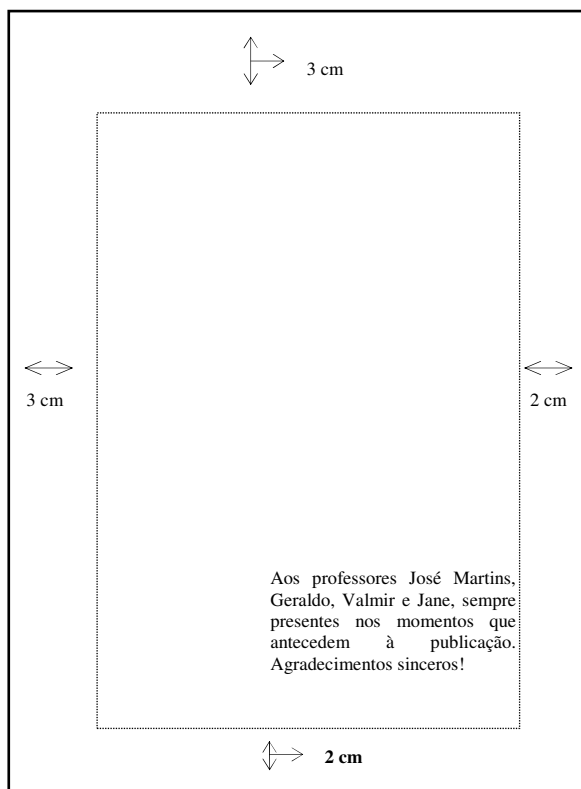 3 cm
3 cm
2 cm
Aos professores José Martins,
Geraldo, Valmir e Jane, sempre
presentes nos momentos que
antecedem à publicação.
Agradecimentos sinceros!
2 cm